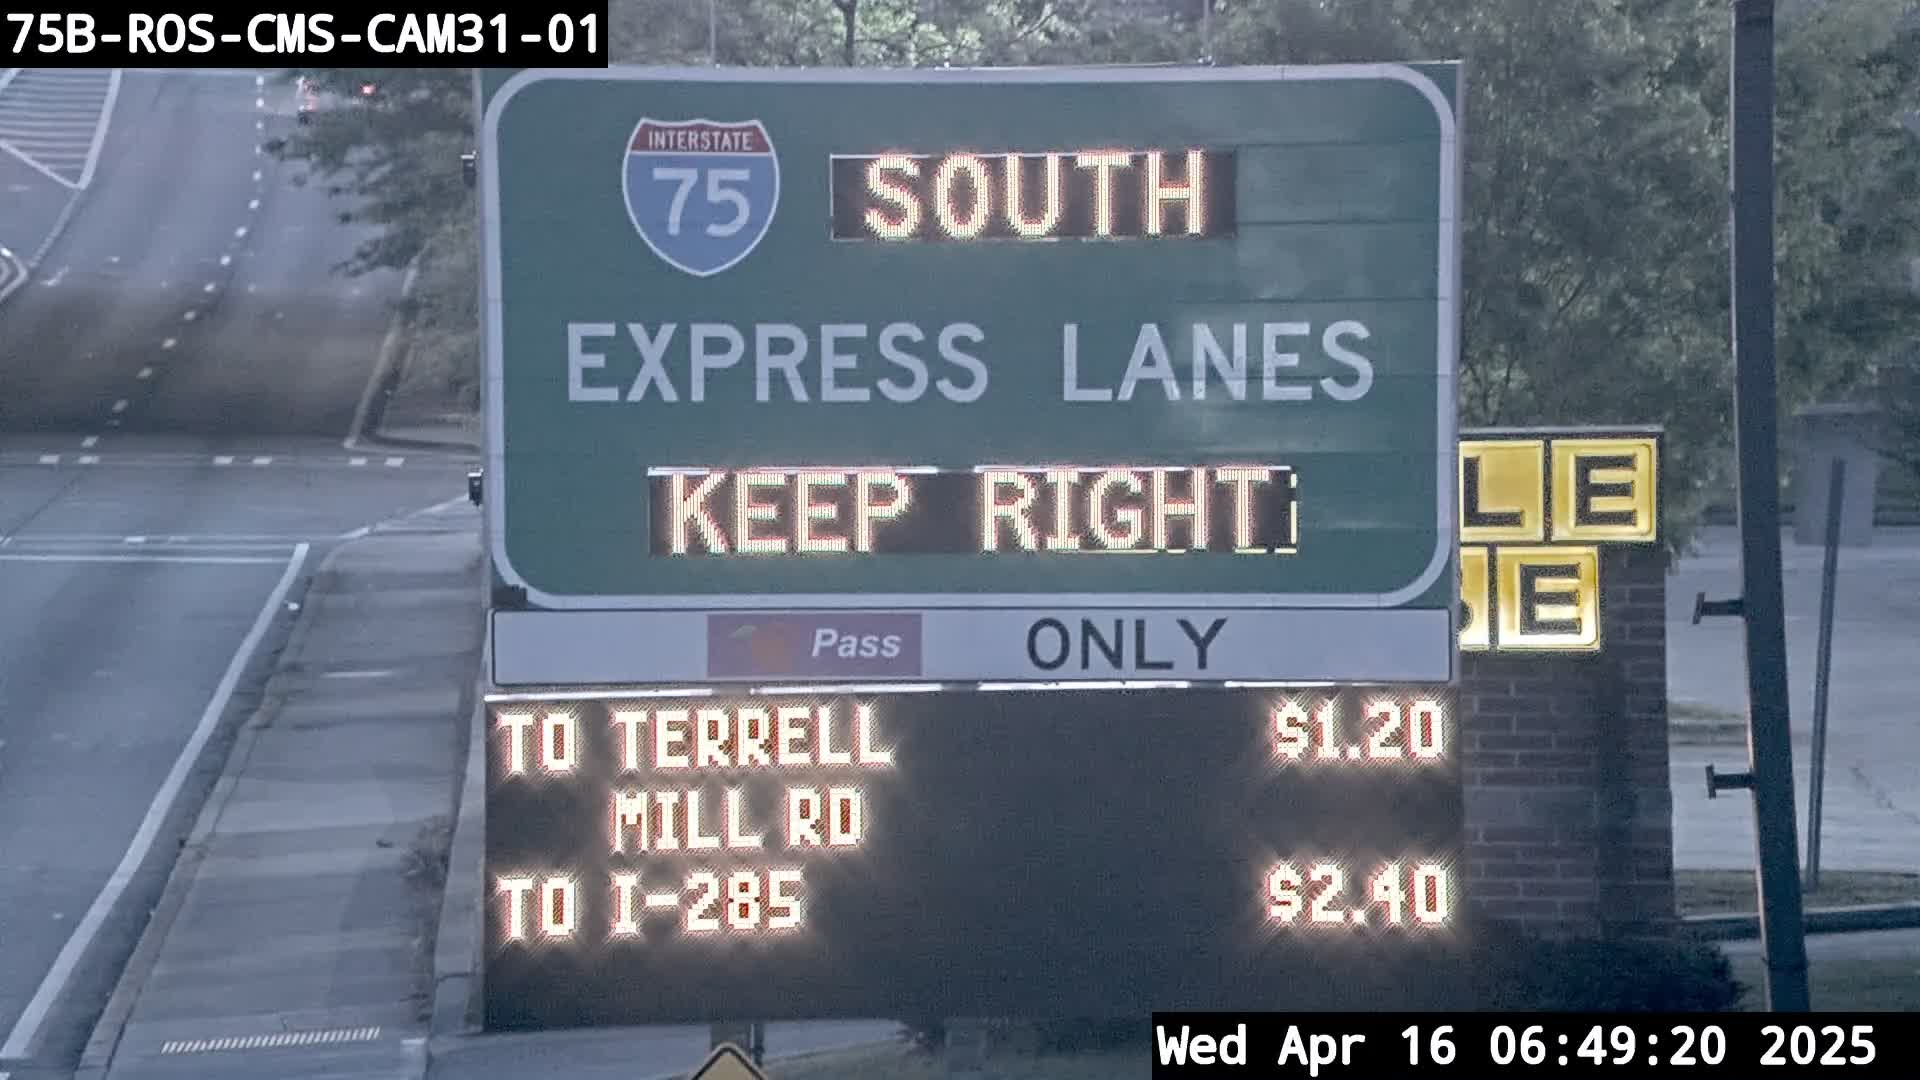 75B-ROS-CMS-CAM31-01
INTERSTATE
75
SOUTH
EXPRESS LANES
KEEP RIGHT
Pass ONLY
TO TERRELL $1.20
MILL RD
TO I-285 $2.40
LE
E
Wed Apr 16 06:49:20 2025